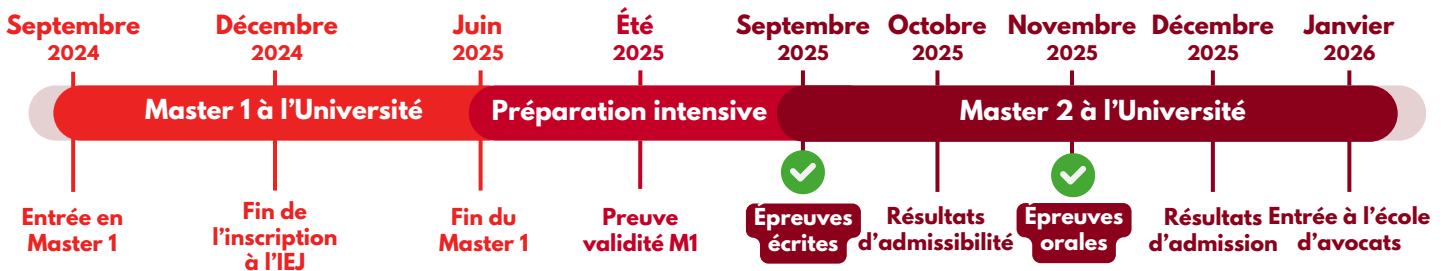 Septembre
2024
Décembre
2024
Juin
2025
Été
2025
Septembre
2025
Octobre
2025
Novembre
2025
Décembre
2025
Janvier
2026
Master 1 à l'Université
Préparation intensive
Master 2 à l'Université
Entrée en
Master 1
Fin de
l'inscription
à l'IEJ
Fin du
Master 1
Preuve
validité M1
Épreuves
écrites
Résultats
d'admissibilité
Épreuves
orales
Résultats
d'admission
Entrée à l'école
d'avocats